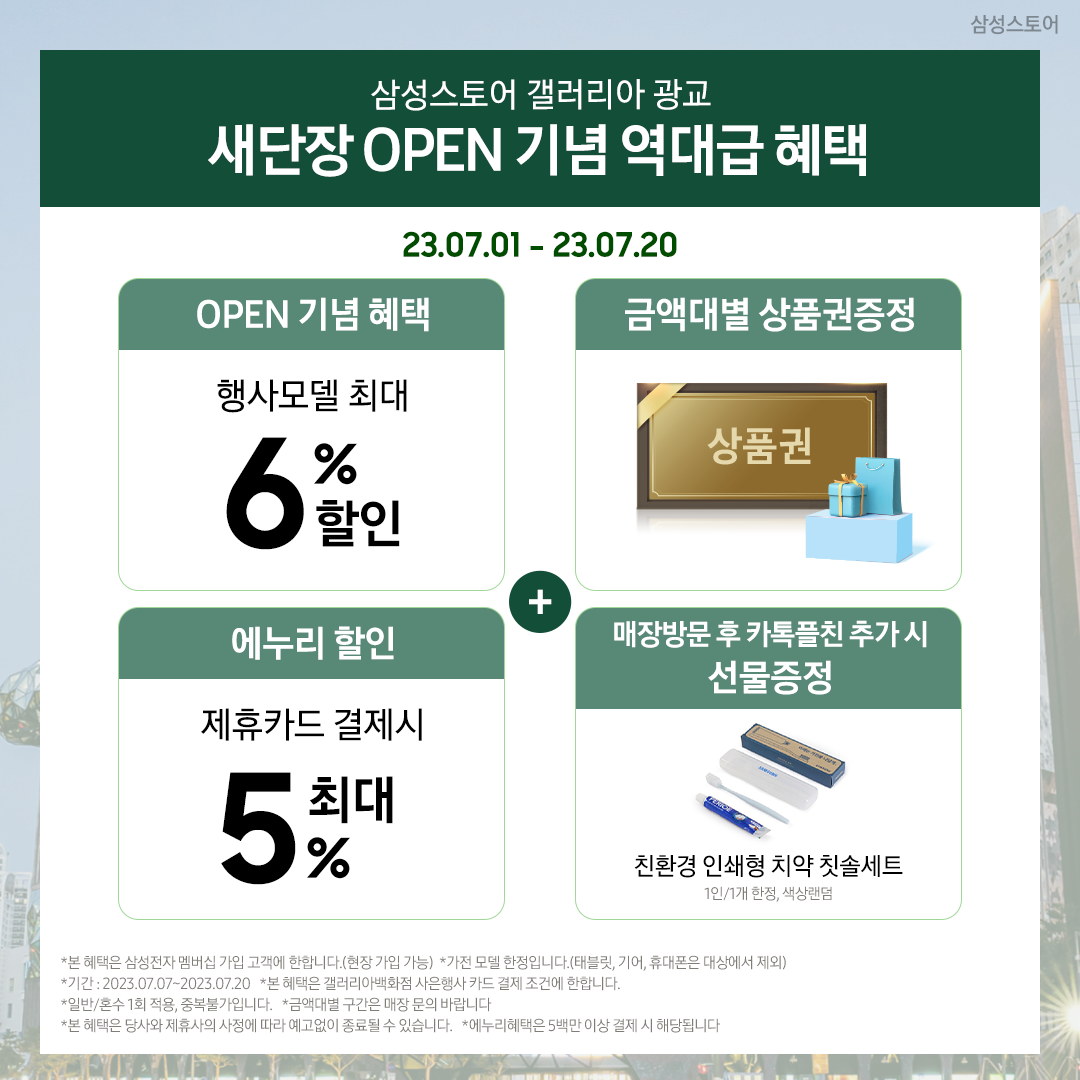 삼성스토어
삼성스토어 갤러리아 광교
새단장 OPEN 기념 역대급 혜택
23.07.01 - 23.07.20
OPEN 기념 혜택
행사모델 최대
6%
할인
금액대별 상품권증정
상품권
+
에누리 할인
제휴카드 결제시
5 최대
%
매장방문 후 카톡플친 추가 시
선물증정
친환경 인쇄형 치약 칫솔세트
1인/1개 한정, 색상랜덤
*본 혜택은 삼성전자 멤버십 가입 고객에 한합니다.(현장 가입 가능) *가전 모델 한정입니다.(태블릿, 기어, 휴대폰은 대상에서 제외)
*기간 : 2023.07.07~2023.07.20 *본 혜택은 갤러리아백화점 사은행사 카드 결제 조건에 한합니다.
*일반/혼수 1회 적용, 중복불가입니다. *금액대별 구간은 매장 문의 바랍니다
*본 혜택은 당사와 제휴사의 사정에 따라 예고없이 종료될 수 있습니다. *에누리혜택은 5백만 이상 결제 시 해당됩니다